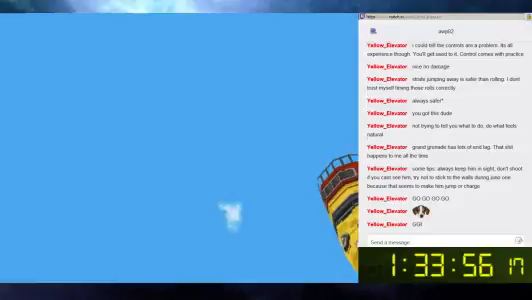 awp82
Yellow_Elevator i could tell the controls are a problem. Its all
experience though. You'll get used to it. Control comes with practice.
Yellow_Elevator nice no damage
Yellow_Elevator strafe jumping away is safer than rolling. I dont
trust myself timing those rolls correctly.
Yellow_Elevator always safer*
Yellow_Elevator you got this dude
Yellow_Elevator not trying to tell you what to do, do what feels
natural
Yellow_Elevator grand grenade has lots of end lag. That shit
happens to me all the time
Yellow_Elevator some tips: always keep him in sight, don't shoot
if you cant see him, try not to stick to the walls during juno one
because that seems to make him jump or charge
Yellow_Elevator GO GO GO GO
Yellow_Elevator
Yellow_Elevator GG!
Send a message
1:33:56 17